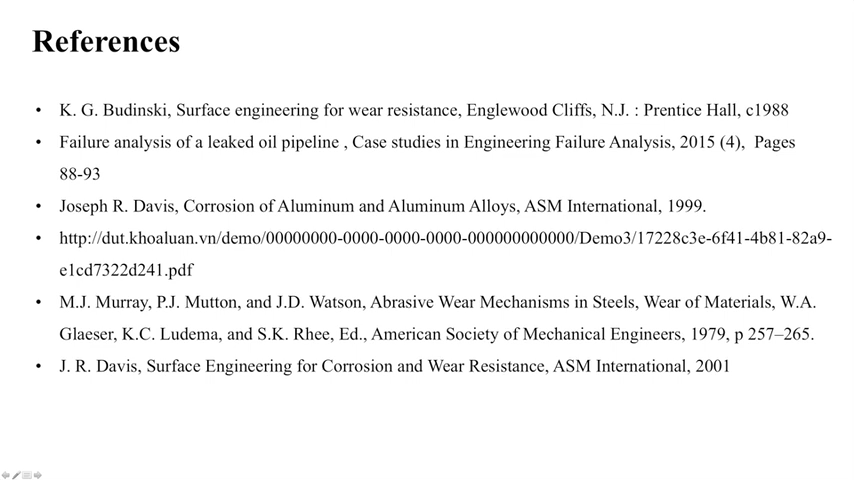 References
• K. G. Budinski, Surface engineering for wear resistance, Englewood Cliffs, N.J. : Prentice Hall, c1988
• Failure analysis of a leaked oil pipeline , Case studies in Engineering Failure Analysis, 2015 (4), Pages
88-93
• Joseph R. Davis, Corrosion of Aluminum and Aluminum Alloys, ASM International, 1999.
• http://dut.khoaluan.vn/demo/00000000-0000-0000-0000-000000000000/Demo3/17228c3e-6f41-4b81-82a9-
e1cd7322d241.pdf
• M.J. Murray, P.J. Mutton, and J.D. Watson, Abrasive Wear Mechanisms in Steels, Wear of Materials, W.A.
Glaeser, K.C. Ludema, and S.K. Rhee, Ed., American Society of Mechanical Engineers, 1979, p 257–265.
• J. R. Davis, Surface Engineering for Corrosion and Wear Resistance, ASM International, 2001